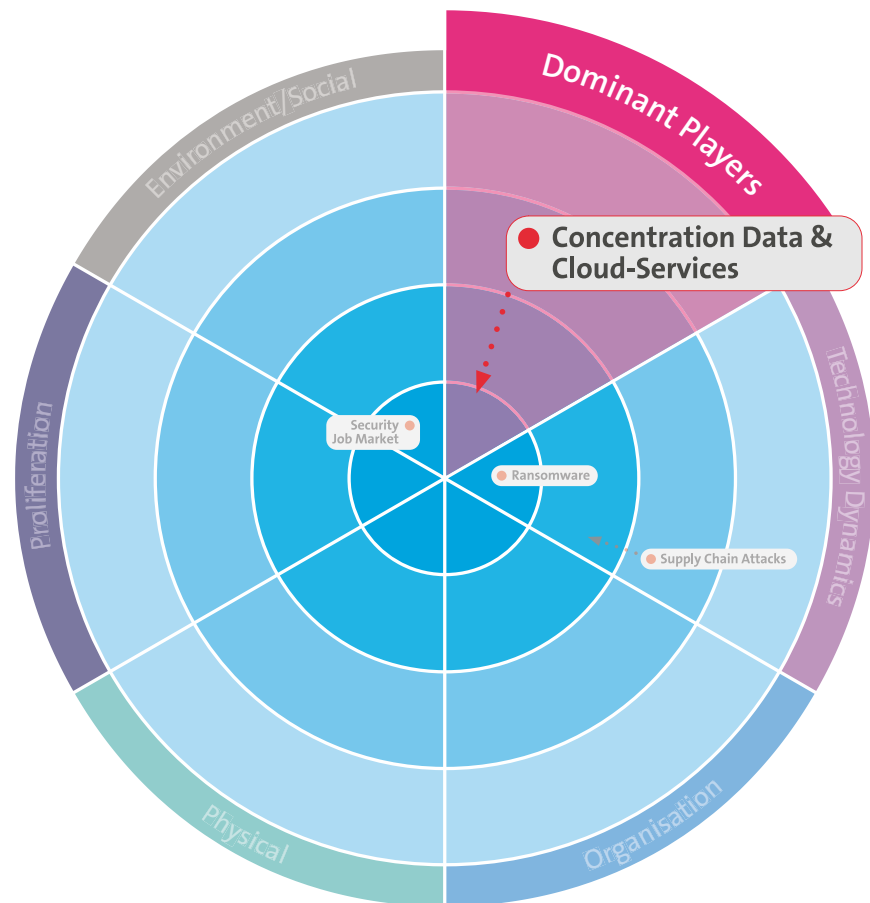 Dominant Players
Environment/Social
Concentration Data &
Cloud-Services
Technology Dynamics
Proliferation
Security
Job Market
Ransomware
Supply Chain Attacks
Physical
Organisation